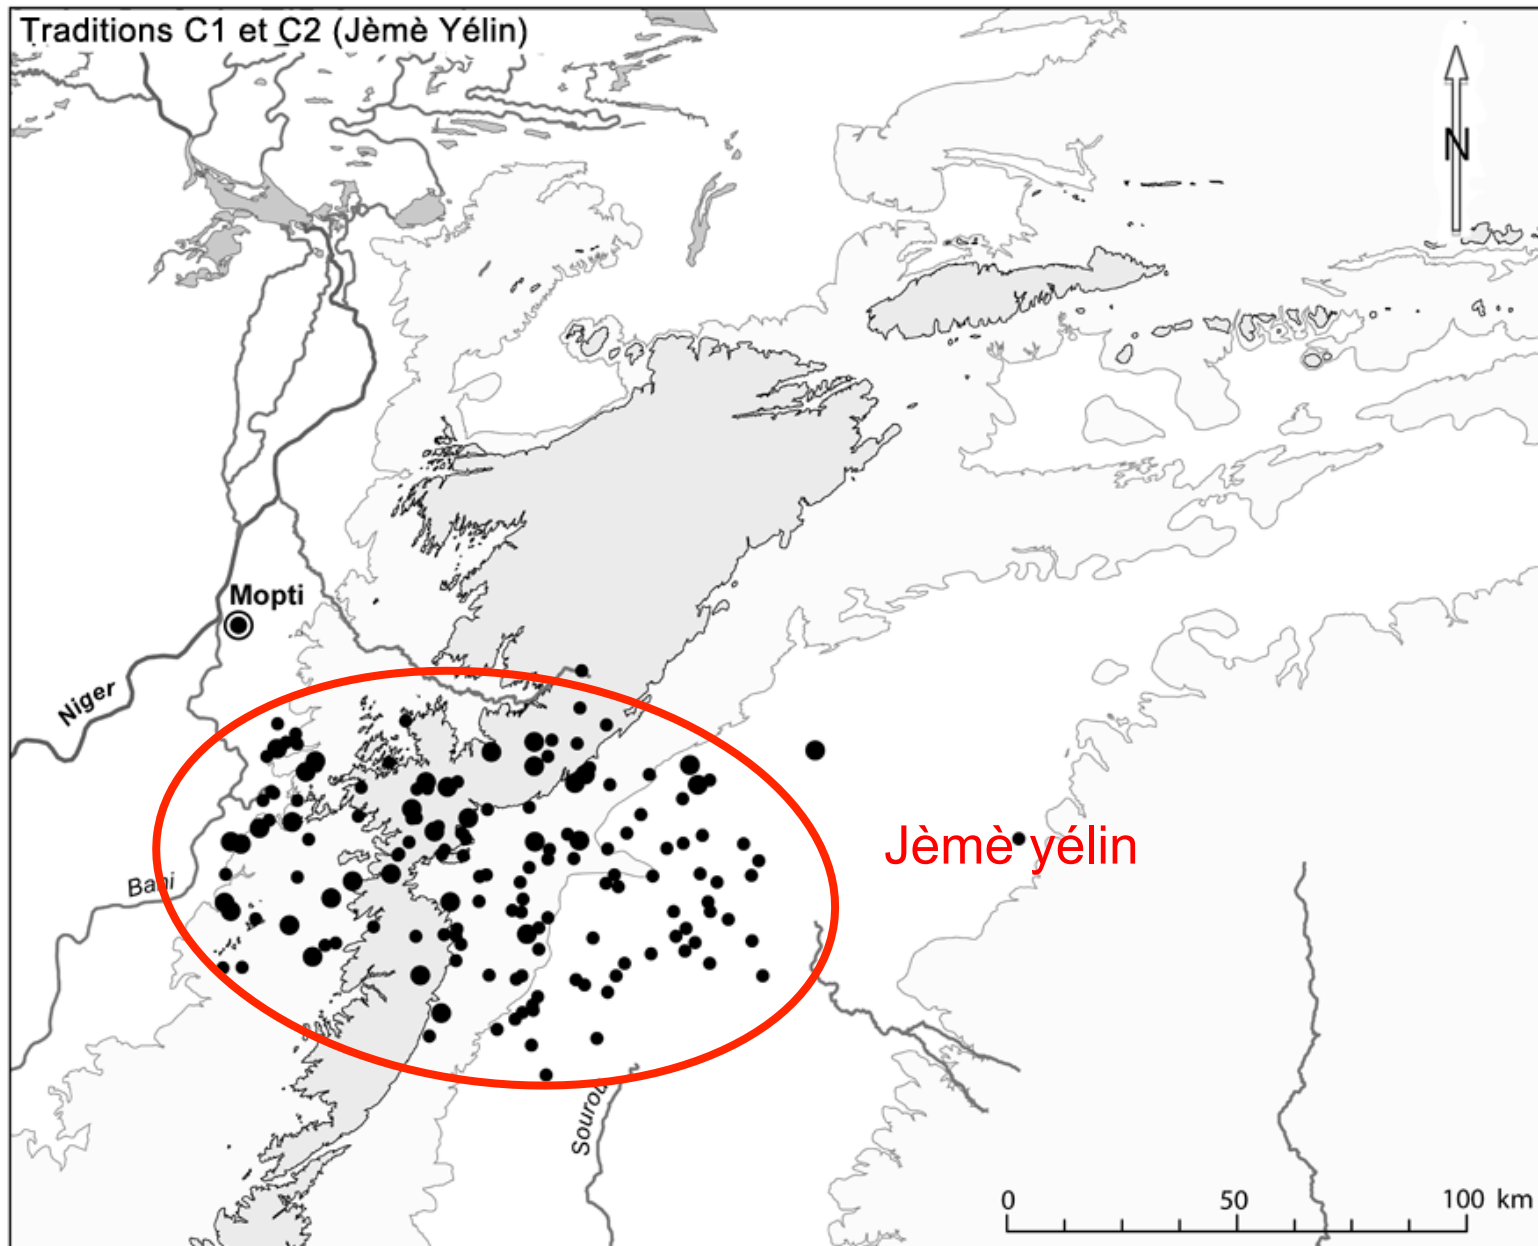 Traditions C1 et C2 (Jèmè Yélin)
N
Mopti
Niger
Jèmè yélin
Bani
Sourou
0 50 100 km